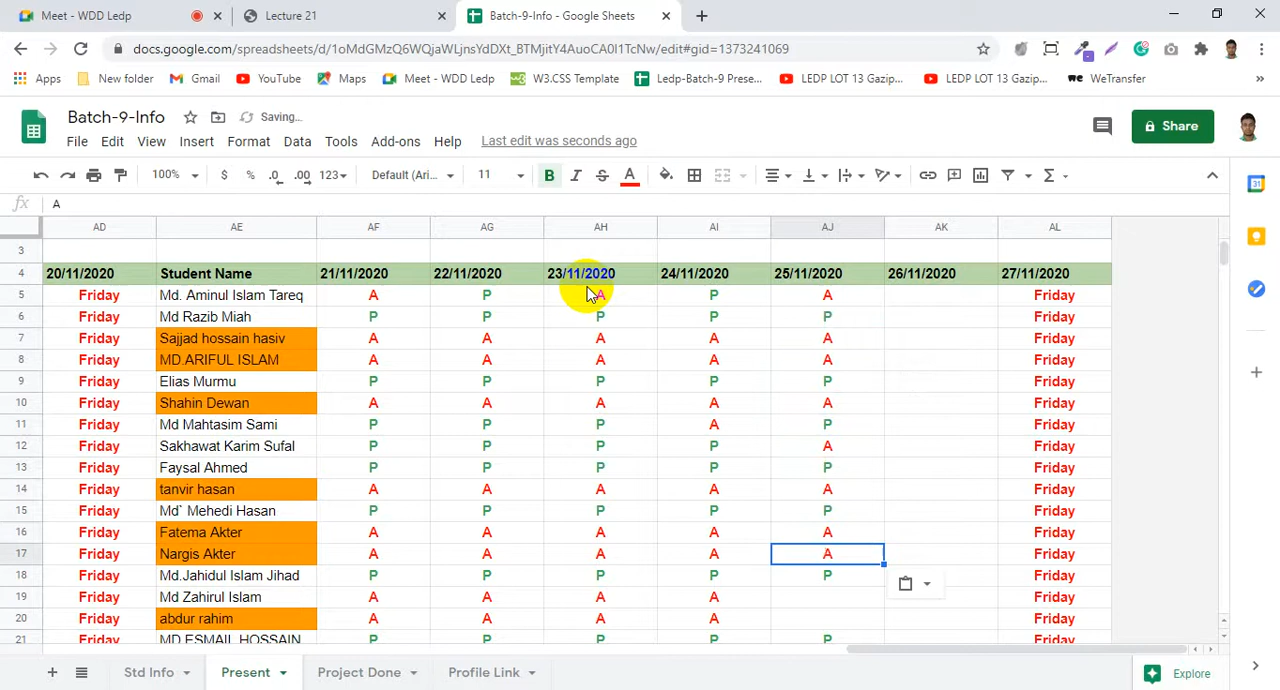 Meet - WDD Ledp
Lecture 21
Batch-9-Info - Google Sheets
docs.google.com/spreadsheets/d/1oMdGMzQ6WQjaWLjnsYdDXt_BTMjitY4AuoCA0I1TcNw/edit#gid=1373241069
Apps New folder Gmail YouTube Maps Meet - WDD Ledp W3.CSS Template Ledp-Batch-9 Prese... LEDP LOT 13 Gazip... LEDP LOT 13 Gazip... WeTransfer »
Batch-9-Info Saving...
Share
File Edit View Insert Format Data Tools Add-ons Help Last edit was seconds ago
100% $ % .0 .00 123 Default (Ari... 11 B I S A
fx A
AD AE AF AG AH AI AJ AK AL
3
4 20/11/2020 Student Name 21/11/2020 22/11/2020 23/11/2020 24/11/2020 25/11/2020 26/11/2020 27/11/2020
5 Friday Md. Aminul Islam Tareq A P A P A Friday
6 Friday Md Razib Miah P P P P P Friday
7 Friday Sajjad hossain hasiv A A A A A Friday
8 Friday MD.ARIFUL ISLAM A A A A A Friday
9 Friday Elias Murmu P P P P P Friday
10 Friday Shahin Dewan A A A A A Friday
11 Friday Md Mahtasim Sami P P P A P Friday
12 Friday Sakhawat Karim Sufal P P P P A Friday
13 Friday Faysal Ahmed P P P P P Friday
14 Friday tanvir hasan A A A A A Friday
15 Friday Md` Mehedi Hasan P P P P P Friday
16 Friday Fatema Akter A A A A A Friday
17 Friday Nargis Akter A A A A A Friday
18 Friday Md.Jahidul Islam Jihad P P P P P Friday
19 Friday Md Zahirul Islam A A A A Friday
20 Friday abdur rahim A A A A Friday
21 Friday MD ESMAIL HOSSAIN P P P P P Friday
Std Info Present Project Done Profile Link Explore